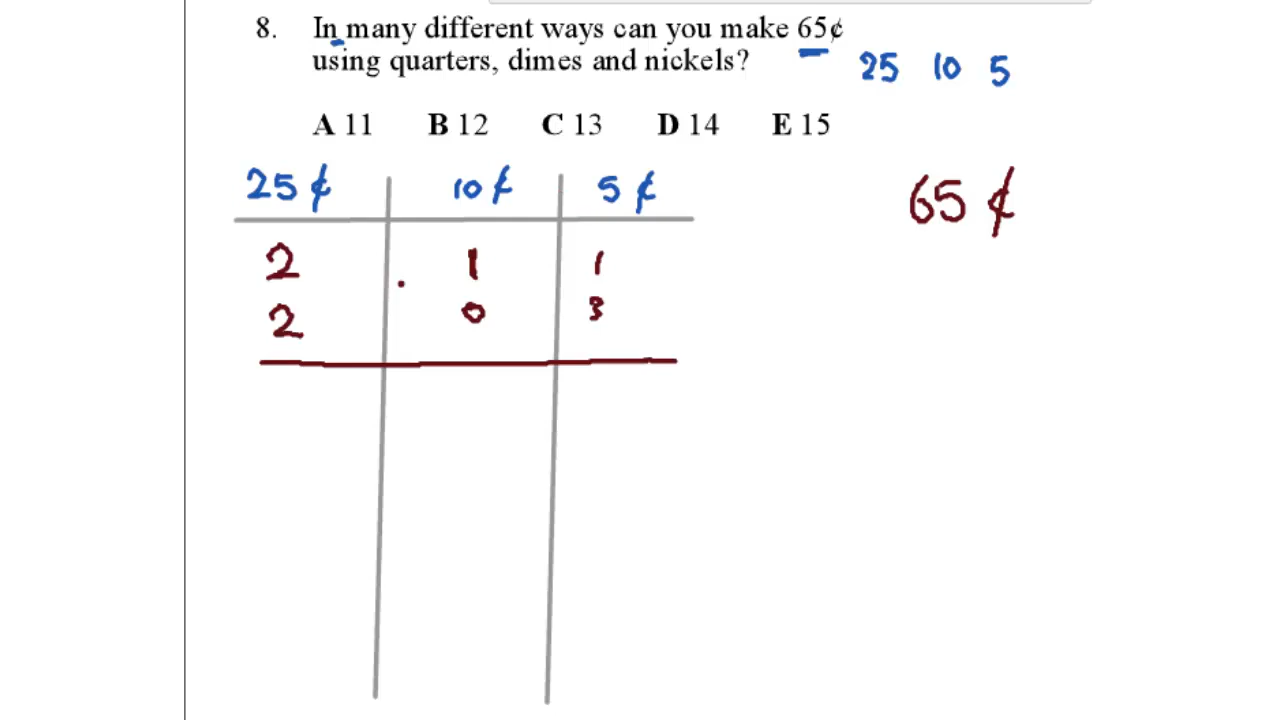 8. In many different ways can you make 65¢
using quarters, dimes and nickels?
25 10 5
A 11 B 12 C 13 D 14 E 15
25¢ 10¢ 5¢
65¢
2 1 1
2 0 3